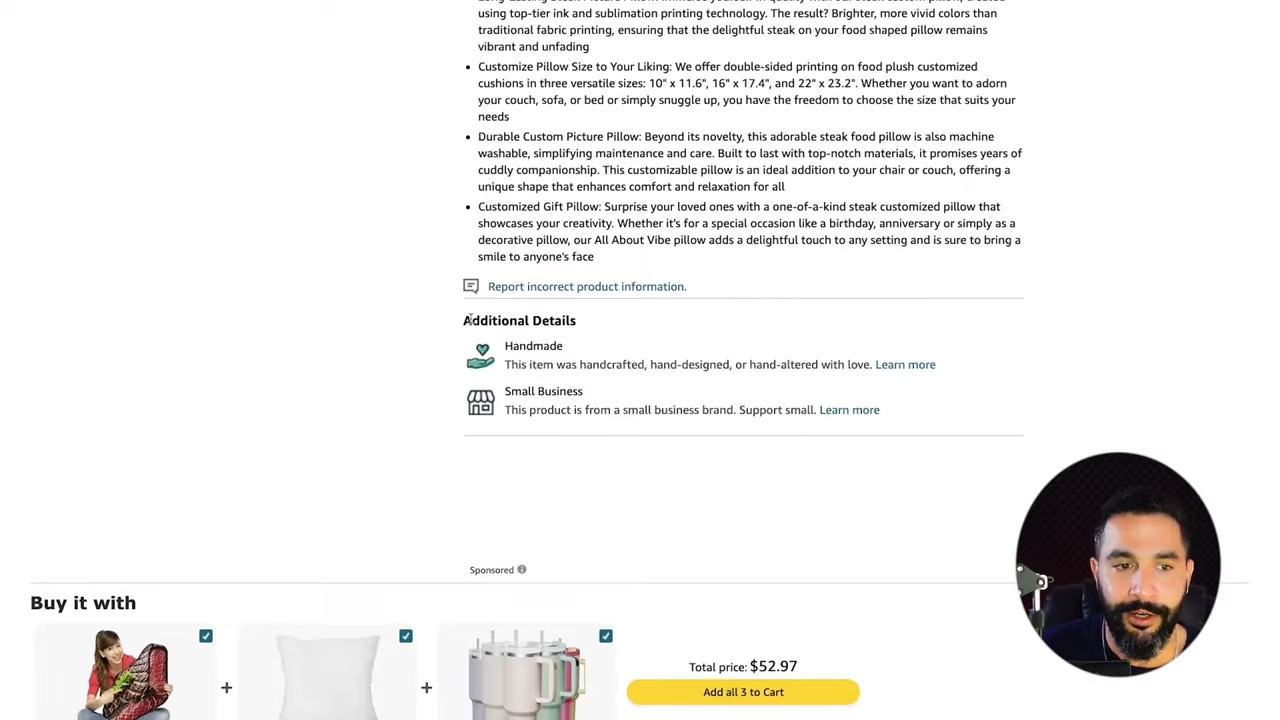 using top-tier ink and sublimation printing technology. The result? Brighter, more vivid colors than
traditional fabric printing, ensuring that the delightful steak on your food shaped pillow remains
vibrant and unfading
• Customize Pillow Size to Your Liking: We offer double-sided printing on food plush customized
cushions in three versatile sizes: 10" x 11.6", 16" x 17.4", and 22" x 23.2". Whether you want to adorn
your couch, sofa, or bed or simply snuggle up, you have the freedom to choose the size that suits your
needs
• Durable Custom Picture Pillow: Beyond its novelty, this adorable steak food pillow is also machine
washable, simplifying maintenance and care. Built to last with top-notch materials, it promises years of
cuddly companionship. This customizable pillow is an ideal addition to your chair or couch, offering a
unique shape that enhances comfort and relaxation for all
• Customized Gift Pillow: Surprise your loved ones with a one-of-a-kind steak customized pillow that
showcases your creativity. Whether it's for a special occasion like a birthday, anniversary or simply as a
decorative pillow, our All About Vibe pillow adds a delightful touch to any setting and is sure to bring a
smile to anyone's face
Report incorrect product information.
Additional Details
Handmade
This item was handcrafted, hand-designed, or hand-altered with love. Learn more
Small Business
This product is from a small business brand. Support small. Learn more
Sponsored
Buy it with
Total price: $52.97
Add all 3 to Cart